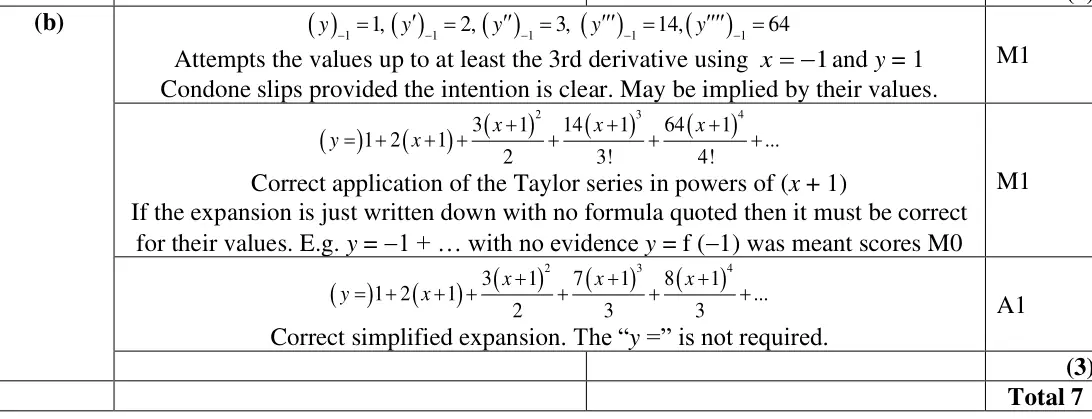 (b)
(y)₋₁ = 1, (y′)₋₁ = 2, (y″)₋₁ = 3, (y‴)₋₁ = 14, (y⁗)₋₁ = 64
Attempts the values up to at least the 3rd derivative using x = −1 and y = 1
Condone slips provided the intention is clear. May be implied by their values.
M1
(y =)1 + 2(x+1) + 3(x+1)²/2 + 14(x+1)³/3! + 64(x+1)⁴/4! + ...
Correct application of the Taylor series in powers of (x + 1)
If the expansion is just written down with no formula quoted then it must be correct
for their values. E.g. y = −1 + … with no evidence y = f (−1) was meant scores M0
M1
(y =)1 + 2(x+1) + 3(x+1)²/2 + 7(x+1)³/3 + 8(x+1)⁴/3 + ...
Correct simplified expansion. The “y =” is not required.
A1
(3)
Total 7